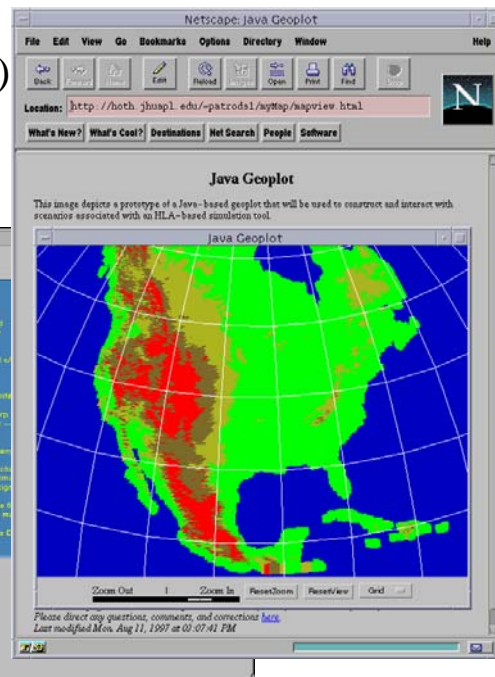 )
Netscape: Java Geoplot
File Edit View Go Bookmarks Options Directory Window Help
Back Forward Home Edit Reload Images Open Print Find Stop
N
Location: http://hoth.jhuapl.edu/~patrods1/myMap/mapview.html
What's New? What's Cool? Destinations Net Search People Software
Java Geoplot
This image depicts a prototype of a Java-based geoplot that will be used to construct and interact with
scenarios associated with an HLA-based simulation tool.
Java Geoplot
Zoom Out 1 Zoom In ResetZoom ResetView Grid
Please direct any questions, comments, and corrections here.
Last modified Mon, Aug 11, 1997 at 03:07:41 PM